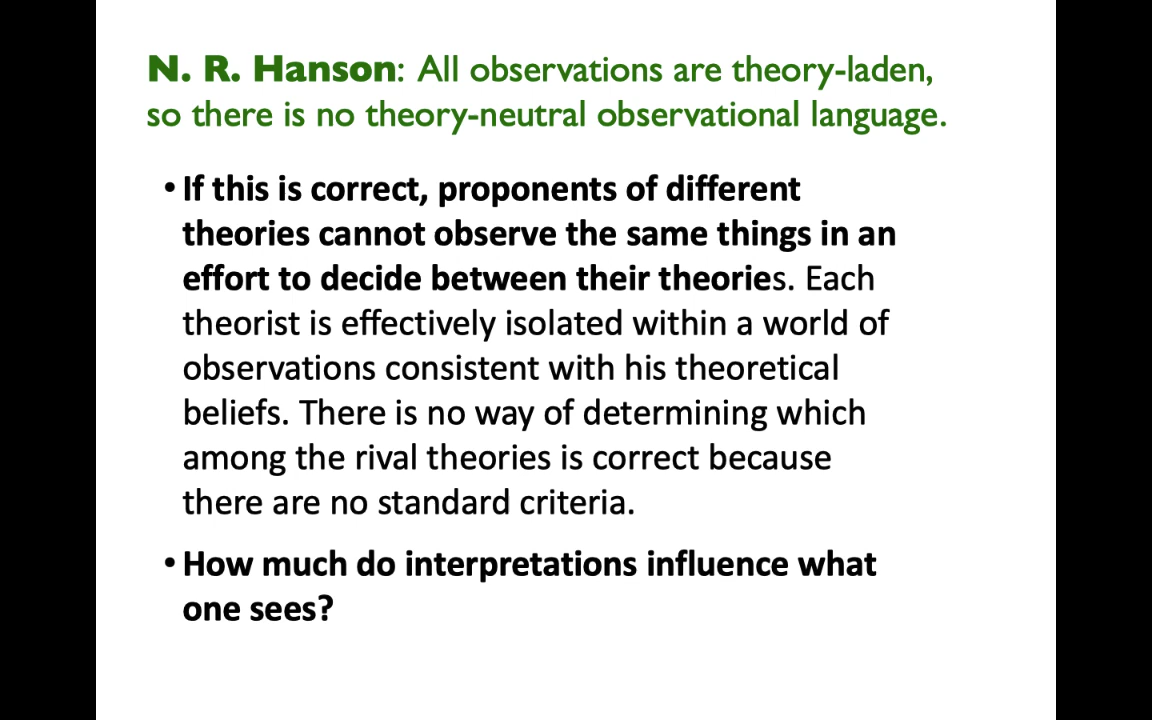 N. R. Hanson: All observations are theory-laden,
so there is no theory-neutral observational language.
• If this is correct, proponents of different
theories cannot observe the same things in an
effort to decide between their theories. Each
theorist is effectively isolated within a world of
observations consistent with his theoretical
beliefs. There is no way of determining which
among the rival theories is correct because
there are no standard criteria.
• How much do interpretations influence what
one sees?